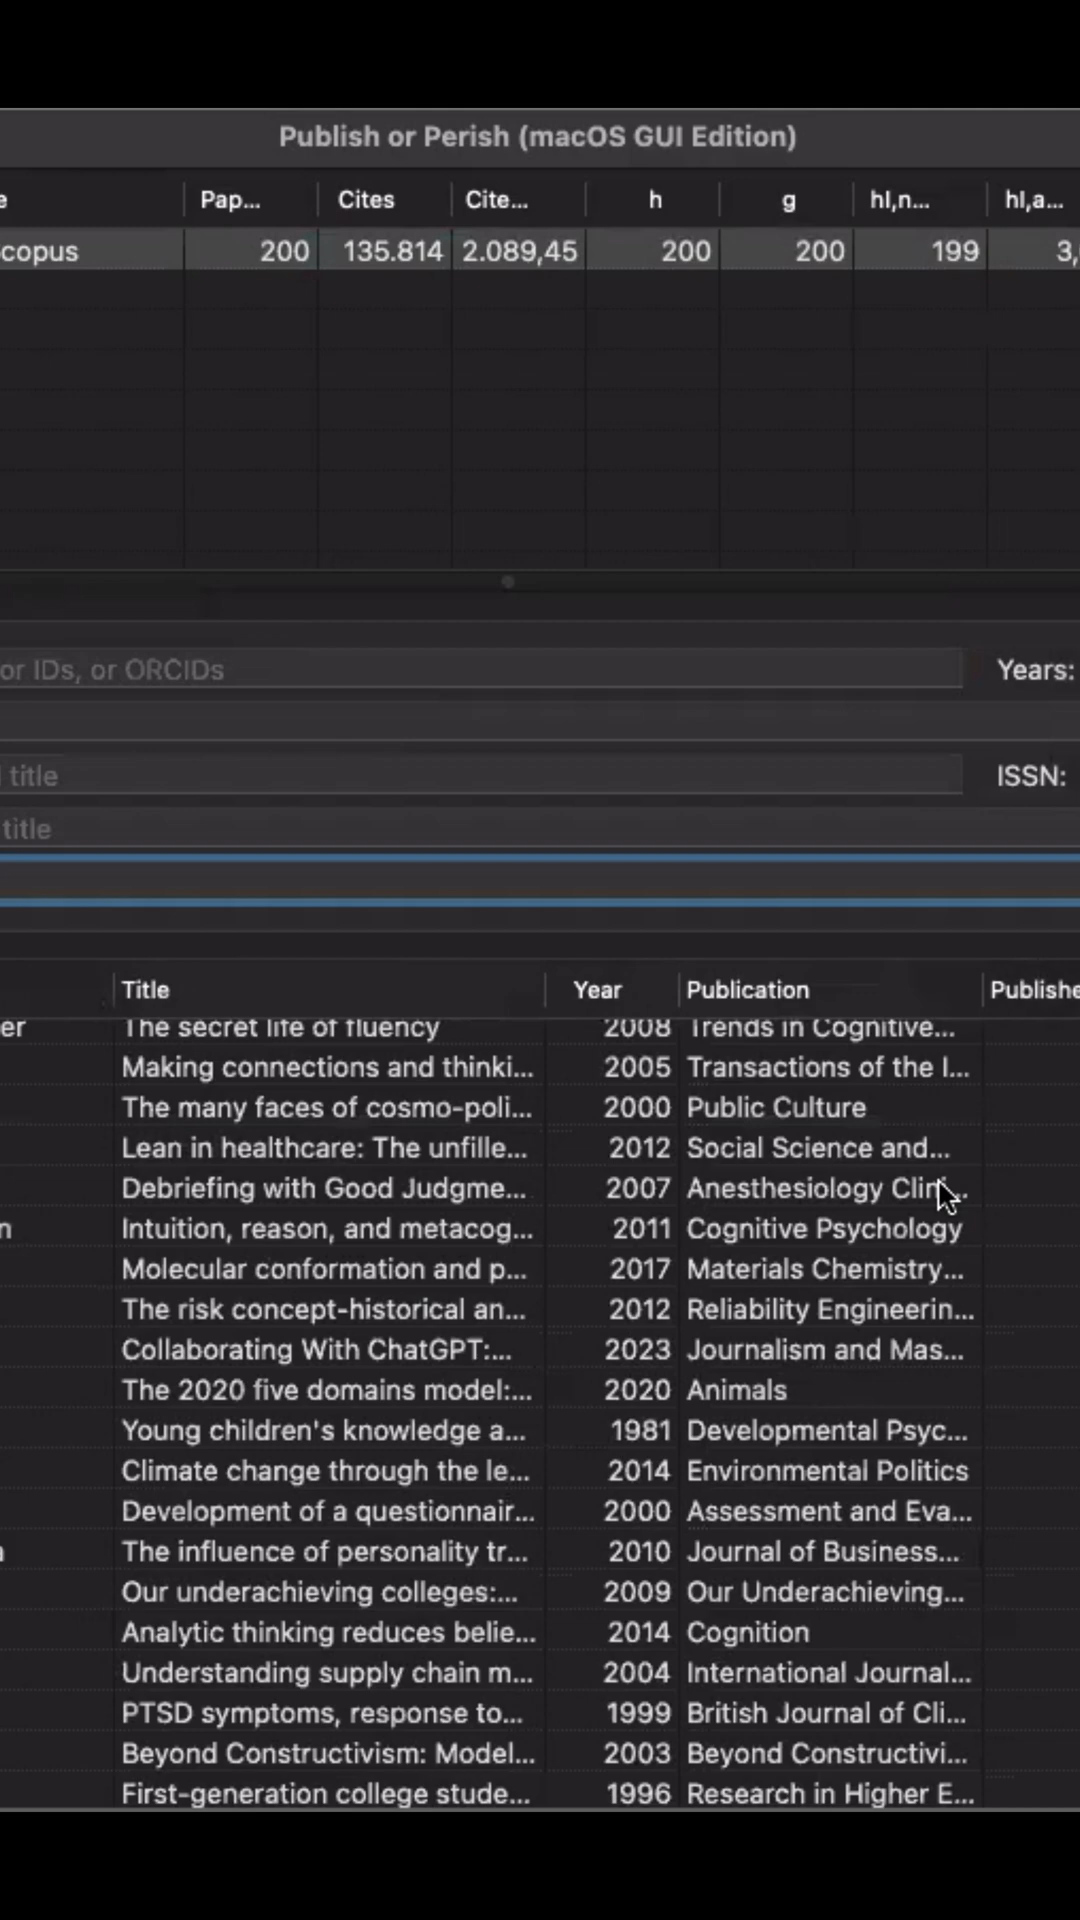 Publish or Perish (macOS GUI Edition)
e Pap... Cites Cite... h g hI,n... hI,a...
copus 200 135.814 2.089,45 200 200 199 3,
or IDs, or ORCIDs Years:
title ISSN:
title
Title Year Publication Publishe
er The secret life of fluency 2008 Trends in Cognitive...
Making connections and thinki... 2005 Transactions of the I...
The many faces of cosmo-poli... 2000 Public Culture
Lean in healthcare: The unfille... 2012 Social Science and...
Debriefing with Good Judgme... 2007 Anesthesiology Clini...
n Intuition, reason, and metacog... 2011 Cognitive Psychology
Molecular conformation and p... 2017 Materials Chemistry...
The risk concept-historical an... 2012 Reliability Engineerin...
Collaborating With ChatGPT:... 2023 Journalism and Mas...
The 2020 five domains model:... 2020 Animals
Young children's knowledge a... 1981 Developmental Psyc...
Climate change through the le... 2014 Environmental Politics
Development of a questionnair... 2000 Assessment and Eva...
The influence of personality tr... 2010 Journal of Business...
Our underachieving colleges:... 2009 Our Underachieving...
Analytic thinking reduces belie... 2014 Cognition
Understanding supply chain m... 2004 International Journal...
PTSD symptoms, response to... 1999 British Journal of Cli...
Beyond Constructivism: Model... 2003 Beyond Constructivi...
First-generation college stude... 1996 Research in Higher E...